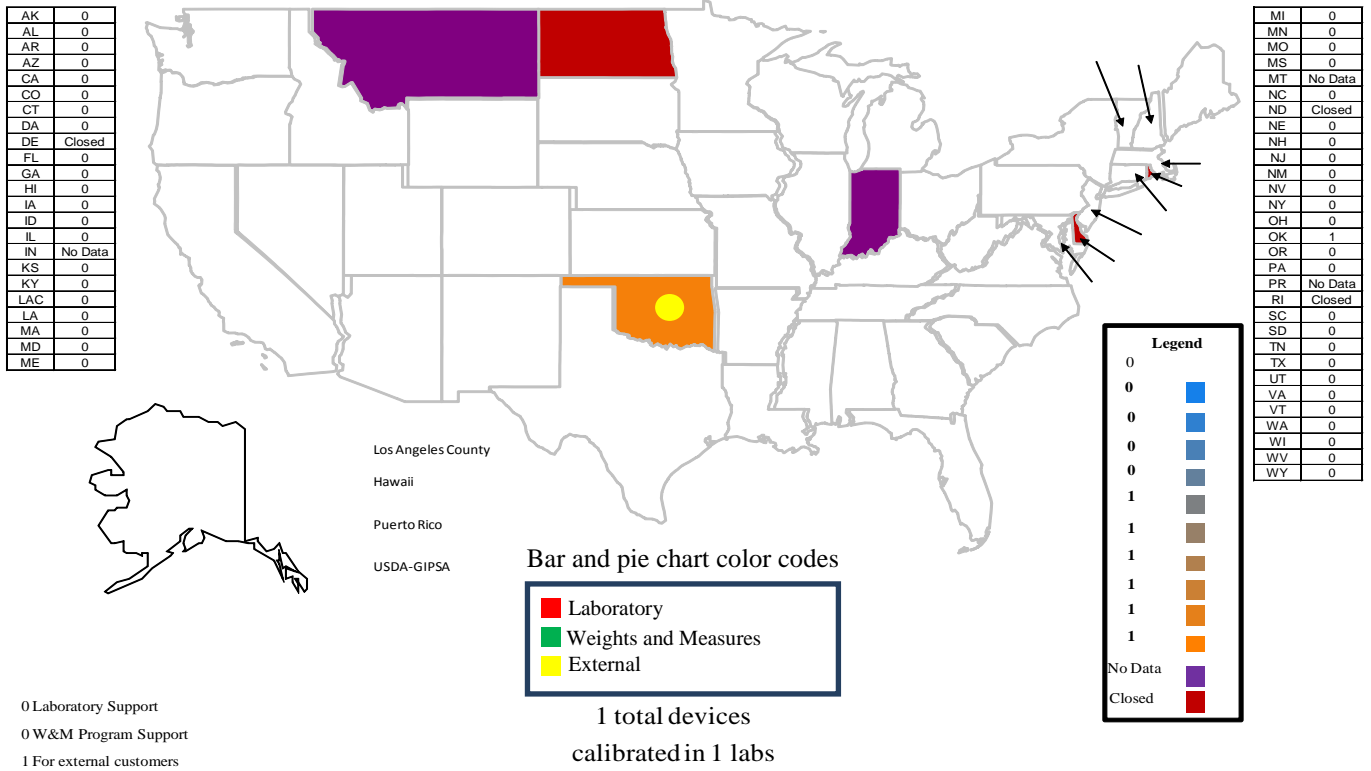 AK 0
AL 0
AR 0
AZ 0
CA 0
CO 0
CT 0
DA 0
DE Closed
FL 0
GA 0
HI 0
IA 0
ID 0
IL 0
IN No Data
KS 0
KY 0
LAC 0
LA 0
MA 0
MD 0
ME 0
MI 0
MN 0
MO 0
MS 0
MT No Data
NC 0
ND Closed
NE 0
NH 0
NJ 0
NM 0
NV 0
NY 0
OH 0
OK 1
OR 0
PA 0
PR No Data
RI Closed
SC 0
SD 0
TN 0
TX 0
UT 0
VA 0
VT 0
WA 0
WI 0
WV 0
WY 0
Legend
0
0
0
0
0
1
1
1
1
1
1
No Data
Closed
Los Angeles County
Hawaii
Puerto Rico
USDA-GIPSA
Bar and pie chart color codes
Laboratory
Weights and Measures
External
1 total devices
calibrated in 1 labs
0 Laboratory Support
0 W&M Program Support
1 For external customers